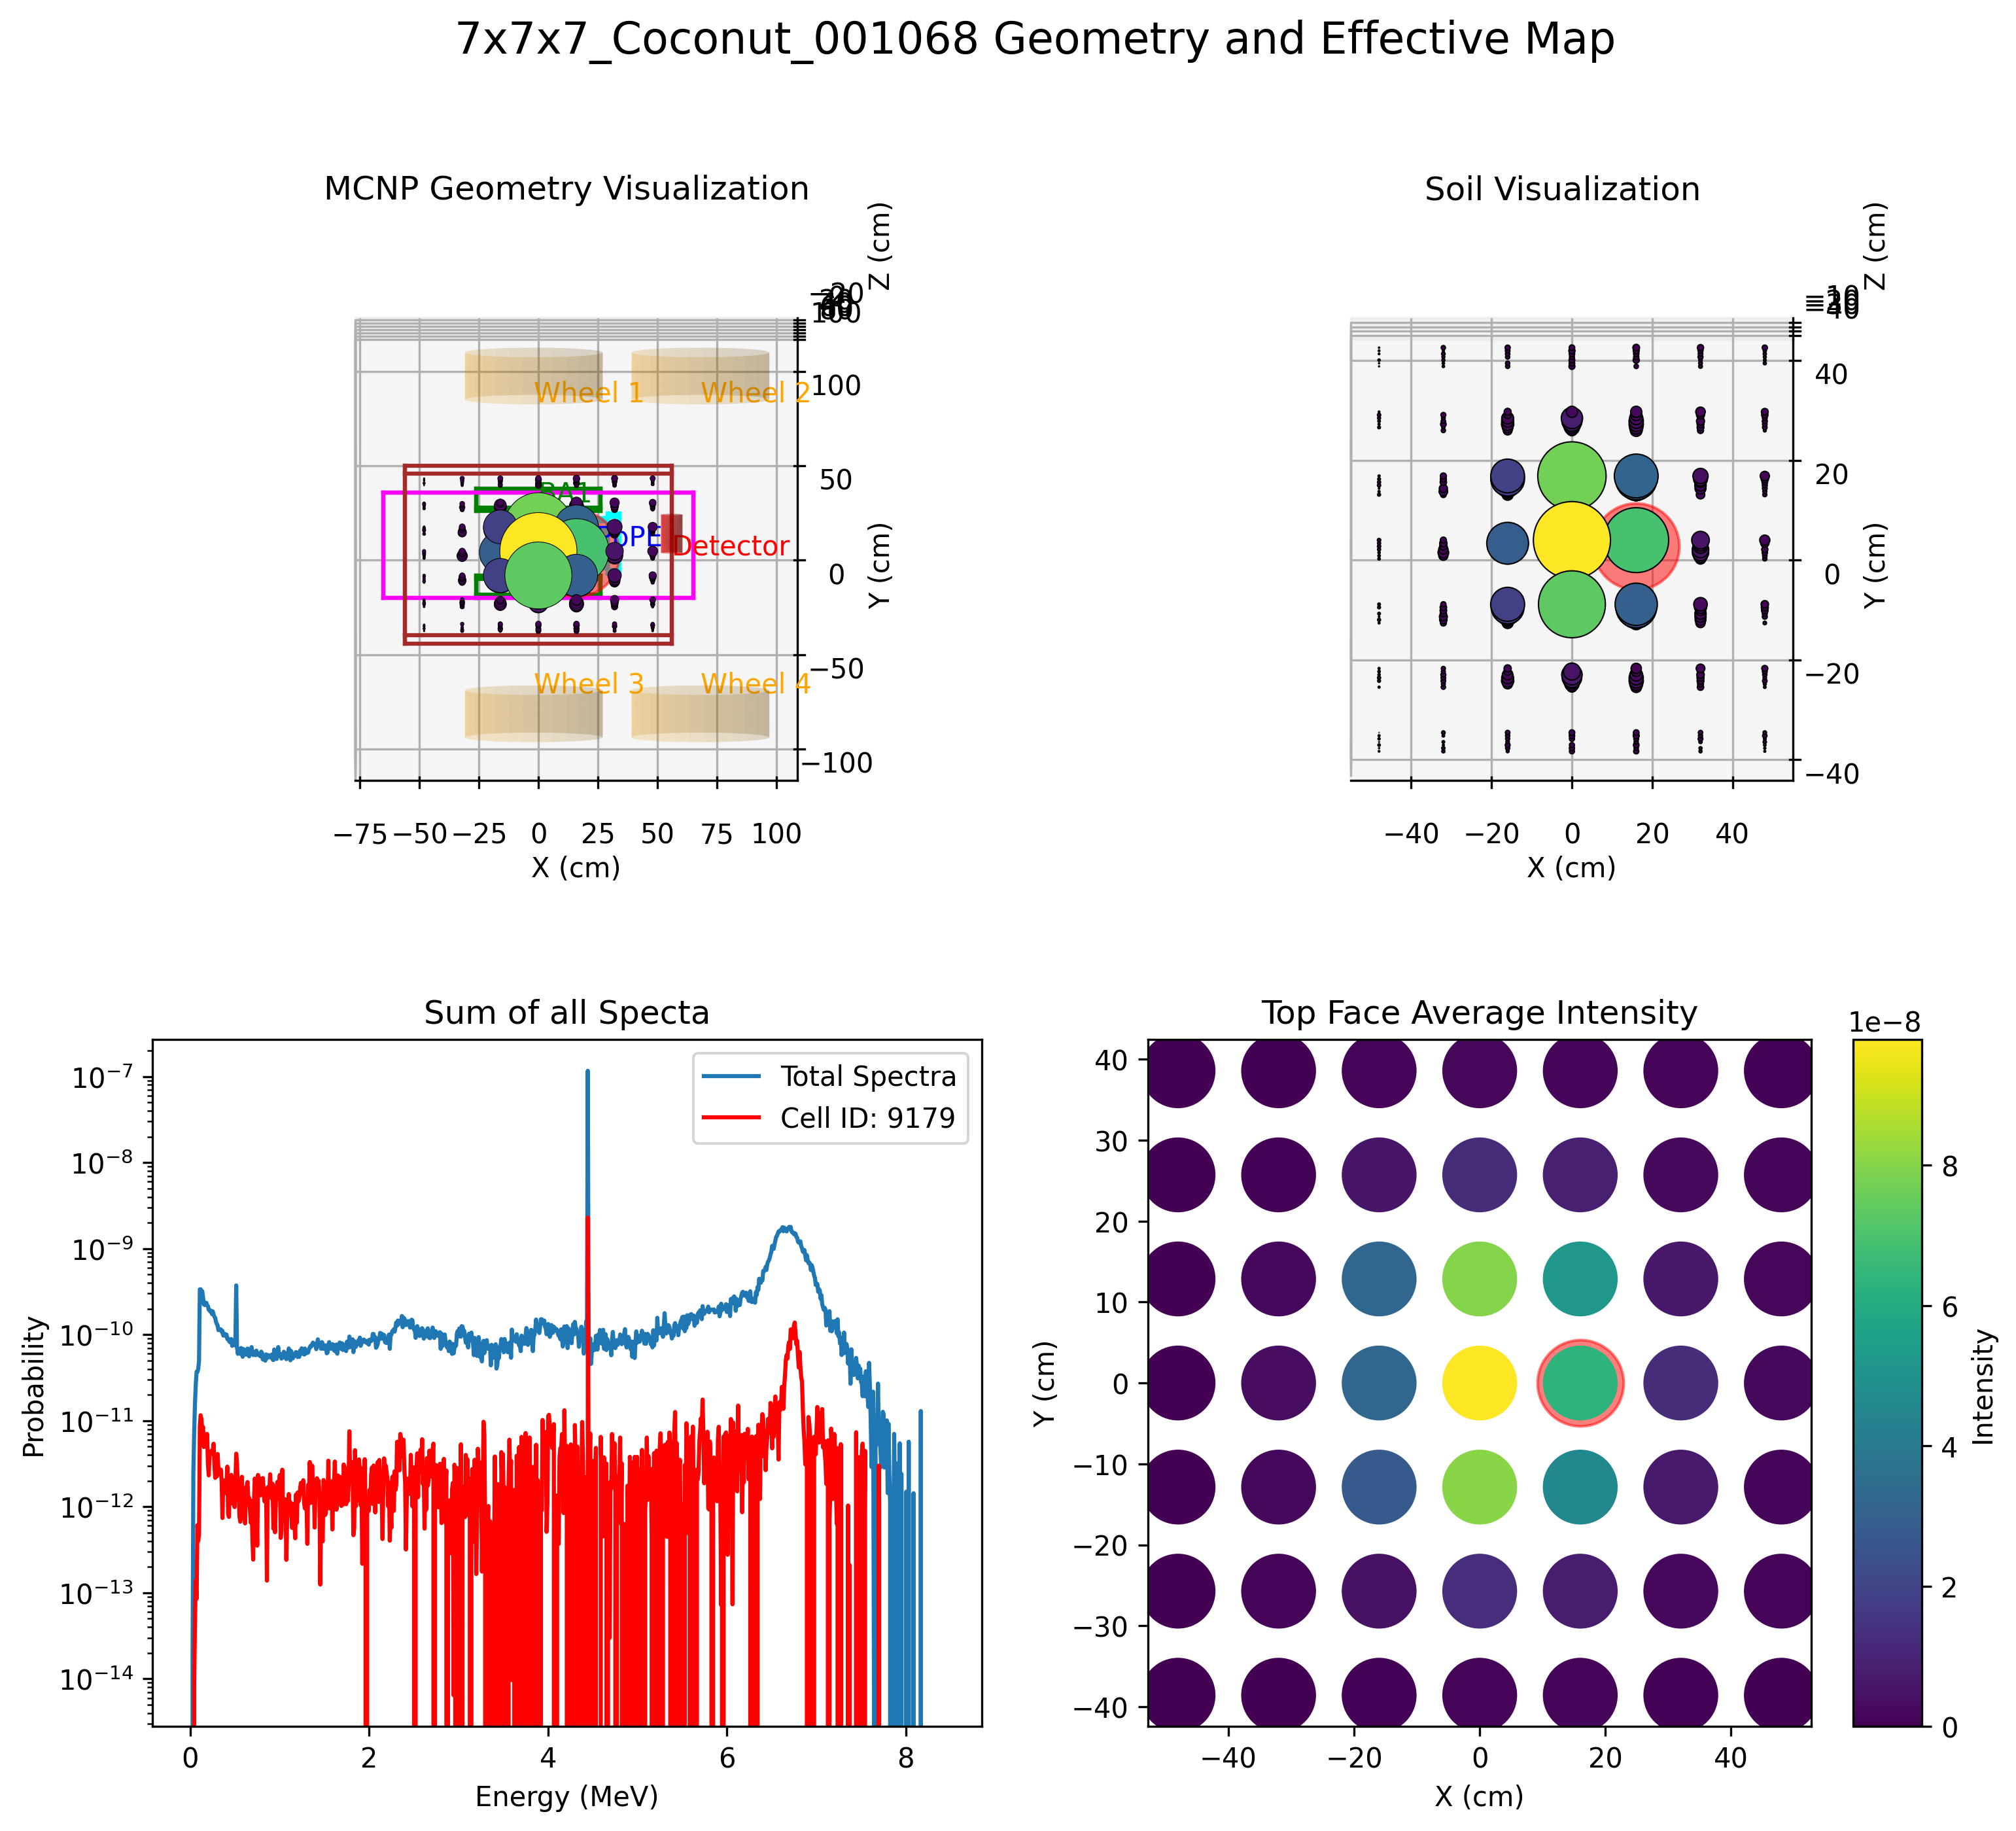 7x7x7_Coconut_001068 Geometry and Effective Map
MCNP Geometry Visualization
Z (cm)
100
50
0
−50
−100
Y (cm)
Wheel 1
Wheel 2
Detector
Wheel 3
Wheel 4
−75 −50 −25 0 25 50 75 100
X (cm)
Soil Visualization
Z (cm)
40
20
0
−20
−40
Y (cm)
−40 −20 0 20 40
X (cm)
Sum of all Specta
Total Spectra
Cell ID: 9179
10⁻⁷
10⁻⁸
10⁻⁹
10⁻¹⁰
10⁻¹¹
10⁻¹²
10⁻¹³
10⁻¹⁴
Probability
0 2 4 6 8
Energy (MeV)
Top Face Average Intensity
40
30
20
10
0
−10
−20
−30
−40
Y (cm)
−40 −20 0 20 40
X (cm)
1e−8
8
6
4
2
0
Intensity